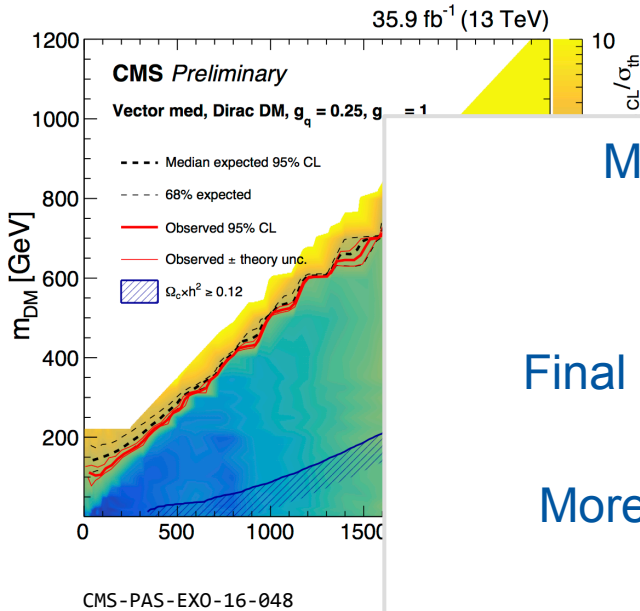 35.9 fb⁻¹ (13 TeV)
1200
1000
800
600
400
200
m_DM [GeV]
CMS Preliminary
Vector med, Dirac DM, g_q = 0.25, g = 1
Median expected 95% CL
68% expected
Observed 95% CL
Observed ± theory unc.
Ω_c×h² ≥ 0.12
0 500 1000 1500
10
CL/σ_th
M
Final
More
CMS-PAS-EXO-16-048